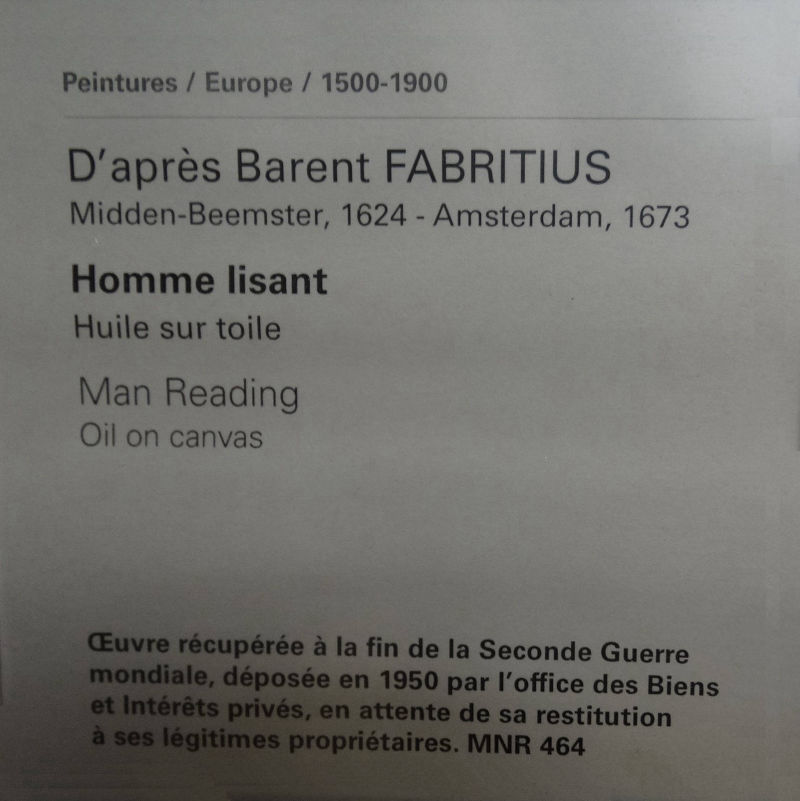 Peintures / Europe / 1500-1900
D'après Barent FABRITIUS
Midden-Beemster, 1624 - Amsterdam, 1673
Homme lisant
Huile sur toile
Man Reading
Oil on canvas
Œuvre récupérée à la fin de la Seconde Guerre
mondiale, déposée en 1950 par l'office des Biens
et Intérêts privés, en attente de sa restitution
à ses légitimes propriétaires. MNR 464